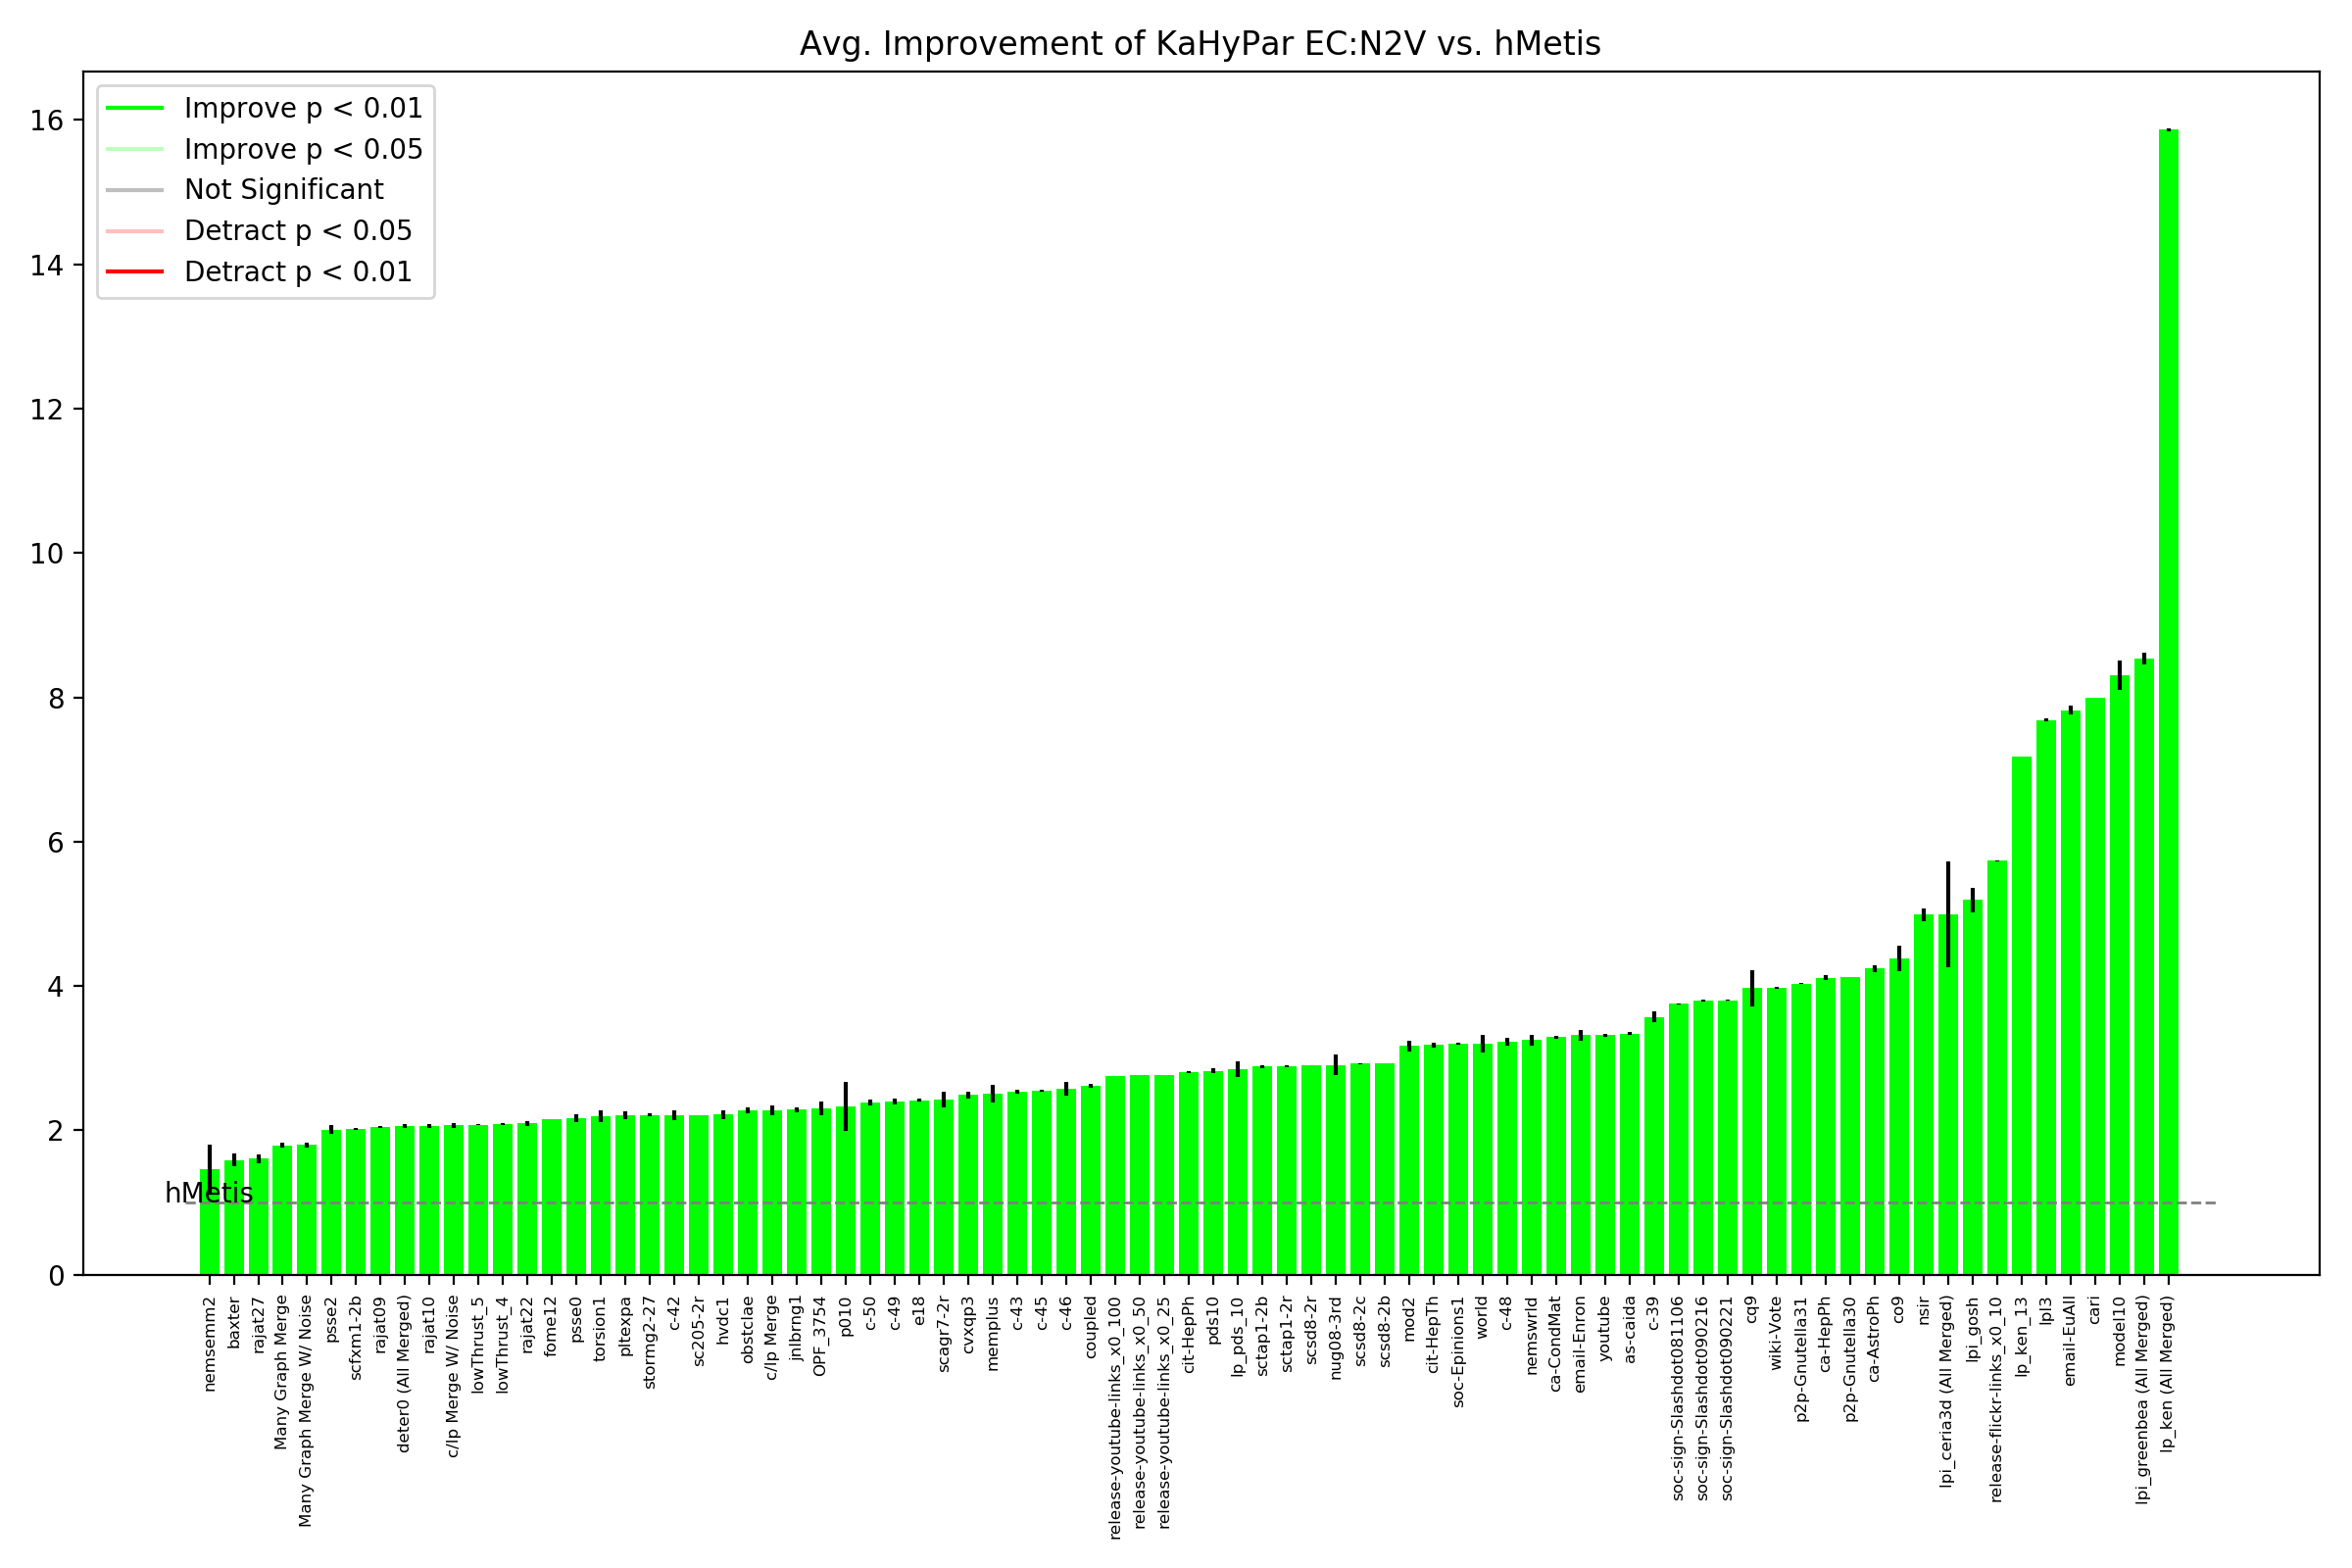 Avg. Improvement of KaHyPar EC:N2V vs. hMetis
Improve p < 0.01
Improve p < 0.05
Not Significant
Detract p < 0.05
Detract p < 0.01
16
14
12
10
8
6
4
2
0
hMetis
nemsemm2
baxter
rajat27
Many Graph Merge
Many Graph Merge W/ Noise
psse2
scfxm1-2b
rajat09
deter0 (All Merged)
rajat10
c/lp Merge W/ Noise
lowThrust_5
lowThrust_4
rajat22
fome12
psse0
torsion1
pltexpa
stormg2-27
c-42
sc205-2r
hvdc1
obstclae
c/lp Merge
jnlbrng1
OPF_3754
p010
c-50
c-49
e18
scagr7-2r
cvxqp3
memplus
c-43
c-45
c-46
coupled
release-youtube-links_x0_100
release-youtube-links_x0_50
release-youtube-links_x0_25
cit-HepPh
pds10
lp_pds_10
sctap1-2b
sctap1-2r
scsd8-2r
nug08-3rd
scsd8-2c
scsd8-2b
mod2
cit-HepTh
soc-Epinions1
world
c-48
nemswrld
ca-CondMat
email-Enron
youtube
as-caida
c-39
soc-sign-Slashdot081106
soc-sign-Slashdot090216
soc-sign-Slashdot090221
cq9
wiki-Vote
p2p-Gnutella31
ca-HepPh
p2p-Gnutella30
ca-AstroPh
co9
nsir
lpi_ceria3d (All Merged)
lpi_gosh
release-flickr-links_x0_10
lp_ken_13
lpl3
email-EuAll
cari
model10
lpi_greenbea (All Merged)
lp_ken (All Merged)